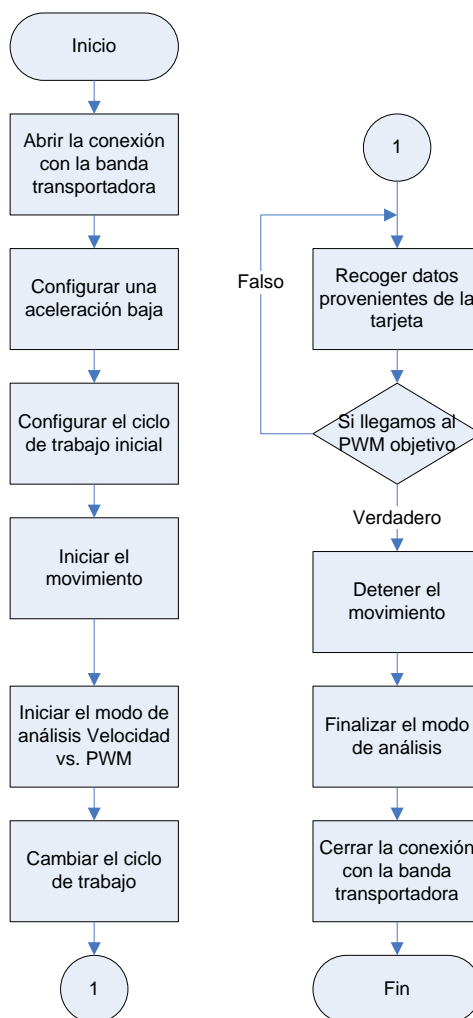 Inicio
Abrir la conexión
con la banda
transportadora
Configurar una
aceleración baja
Configurar el ciclo
de trabajo inicial
Iniciar el
movimiento
Iniciar el modo de
análisis Velocidad
vs. PWM
Cambiar el ciclo
de trabajo
1
1
Falso
Recoger datos
provenientes de la
tarjeta
Si llegamos al
PWM objetivo
Verdadero
Detener el
movimiento
Finalizar el modo
de análisis
Cerrar la conexión
con la banda
transportadora
Fin